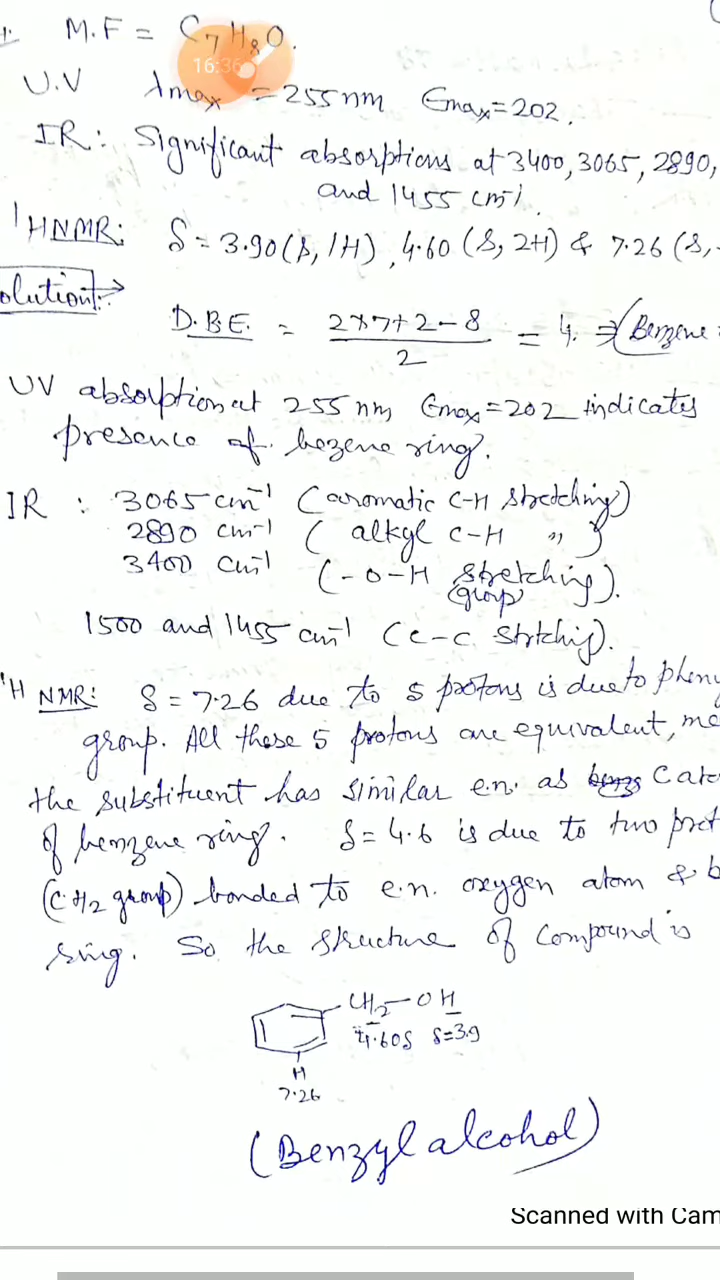 1. M.F = C7H8O.
16:36
U.V λmax = 255 nm Emax=202.
IR: Significant absorptions at 3400, 3065, 2890,
and 1455 cm-1.
1HNMR: δ = 3.90 (s, 1H), 4.60 (s, 2H) & 7.26 (s,
olution:→
D.B.E. = 2×7+2-8 / 2 = 4. ⇒ (Benzene
UV absorption at 255 nm, Emax=202 indicates
presence of bezene ring.
IR : 3065 cm-1 (aromatic C-H stretching)
2890 cm-1 ( alkyl C-H " )
3400 cm-1 (-O-H stretching).
group
1500 and 1455 cm-1 (C-C. strtchig).
1H NMR: δ = 7.26 due to 5 protons is due to pheny
group. All these 5 protons are equivalent, me
the substituent has similar e.n. as C ato
of benzene ring. δ = 4.6 is due to two prot
(CH2 group) bonded to e.n. oxygen atom & b
ring. So the structure of compound is
CH2-OH
4.60δ δ=3.9
H
7.26
(Benzyl alcohol)
Scanned with Cam